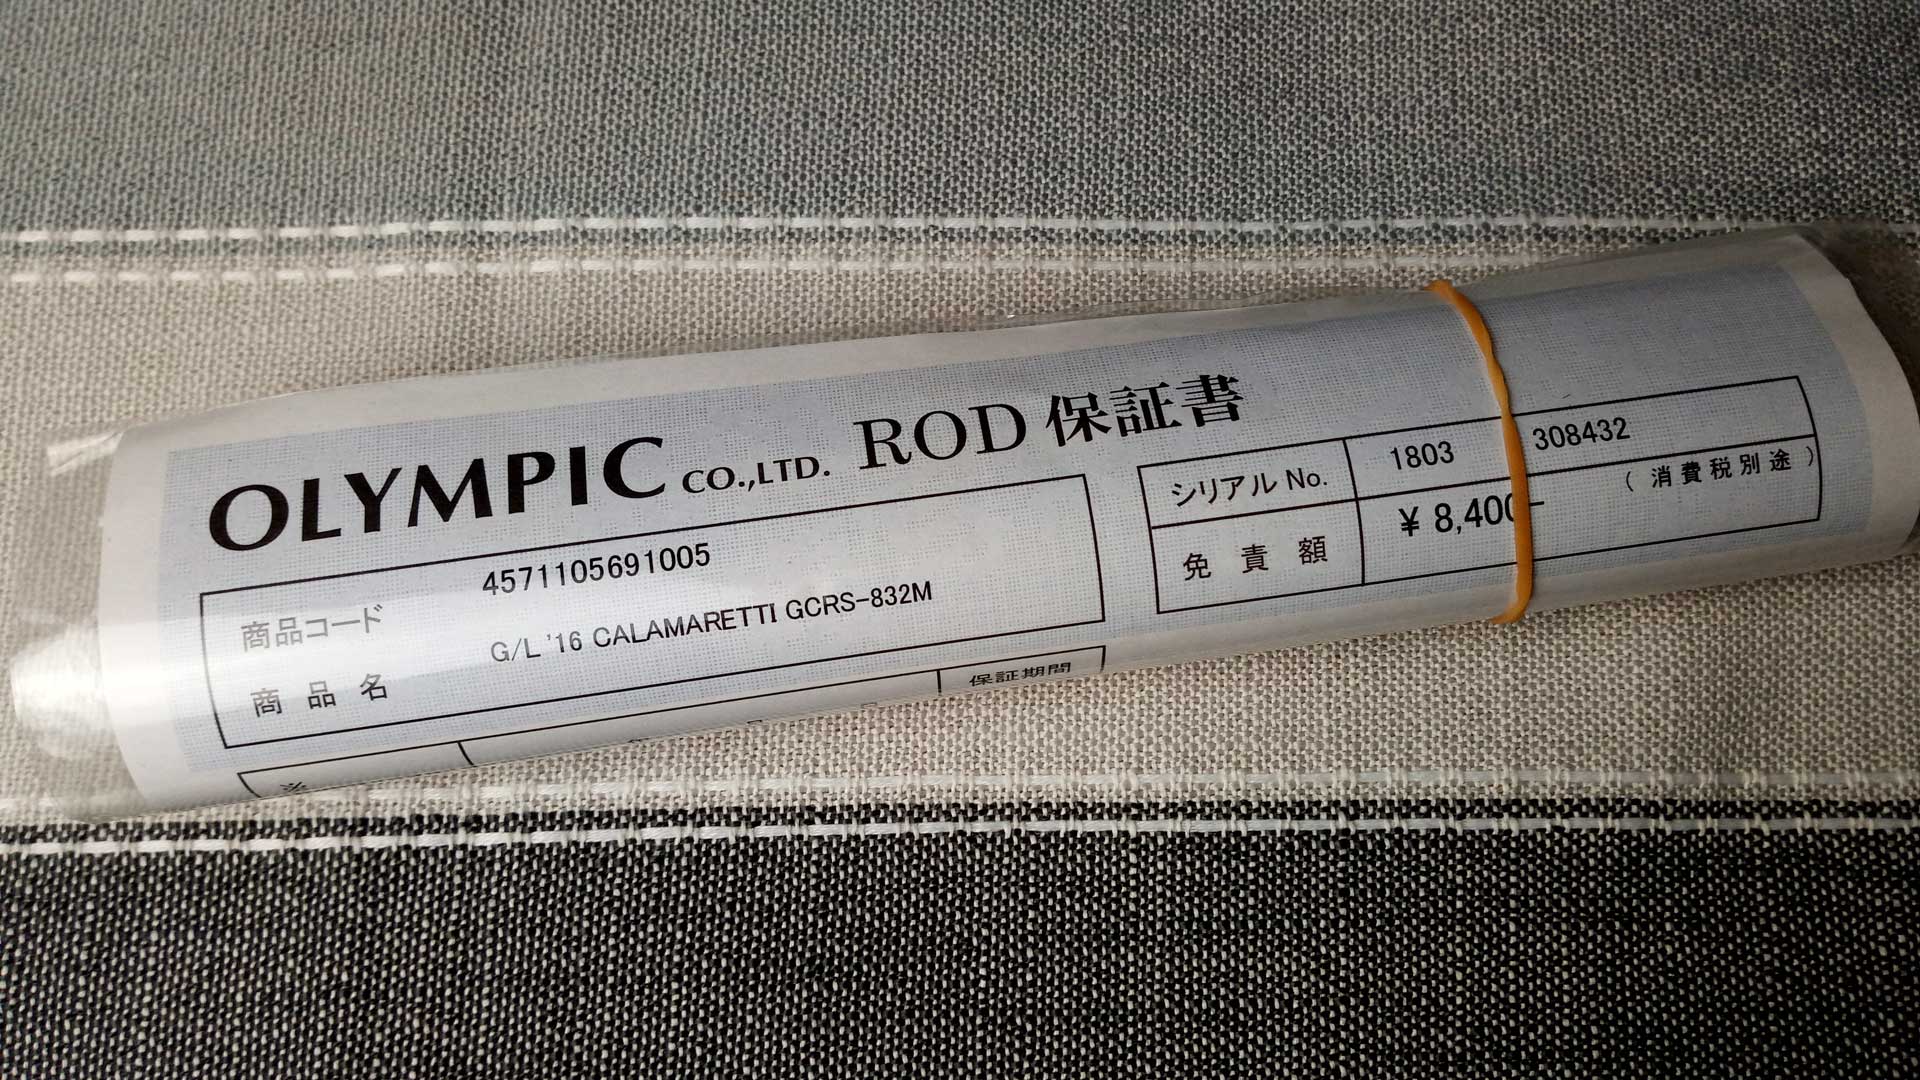 OLYMPIC CO.,LTD. ROD 保証書
商品コード 4571105691005
商品名 G/L '16 CALAMARETTI GCRS-832M
シリアルNo. 1803 308432
免責額 ¥8,400- (消費税別途)
保証期間